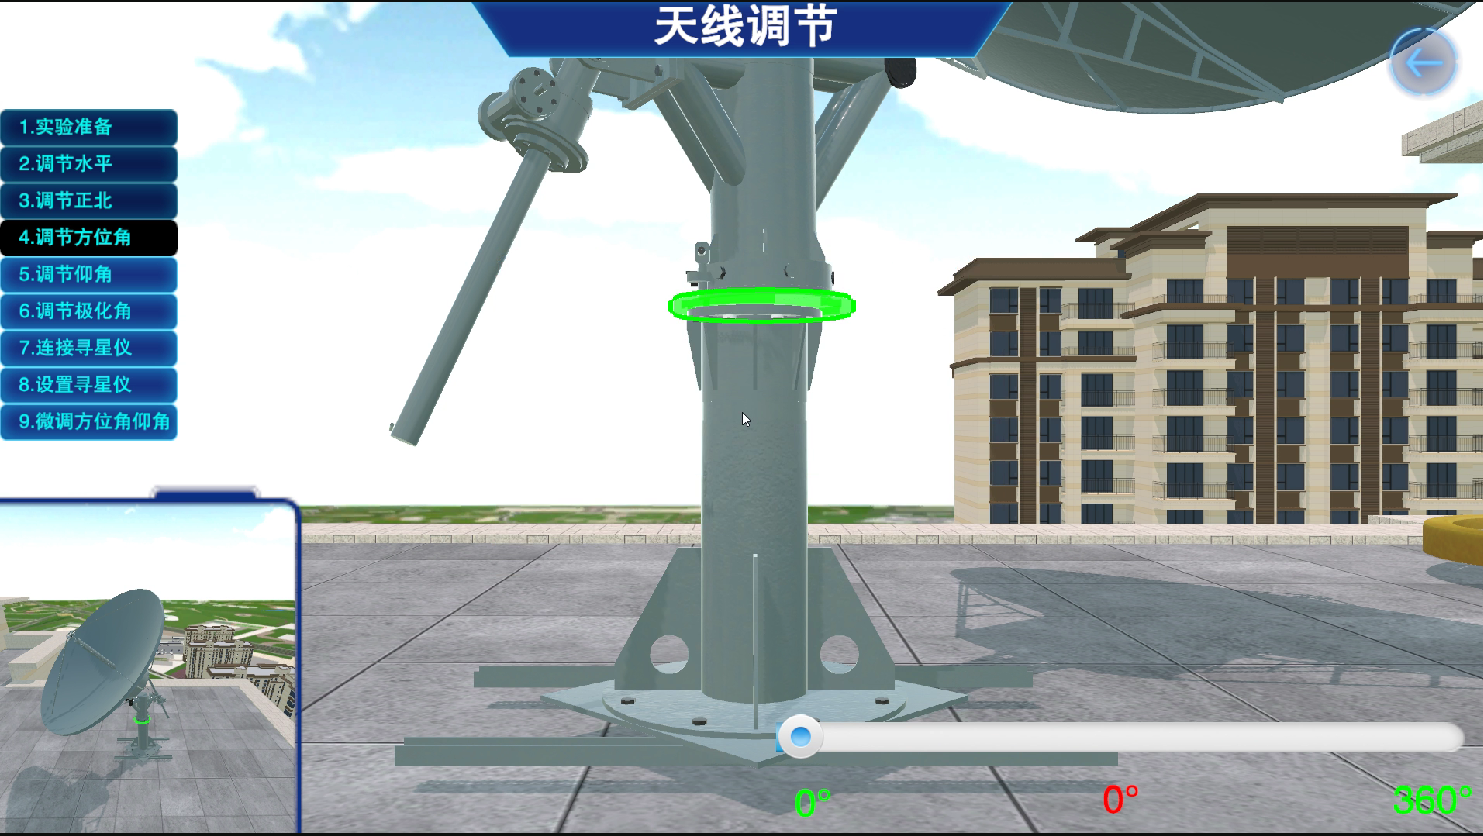 天线调节
1.实验准备
2.调节水平
3.调节正北
4.调节方位角
5.调节仰角
6.调节极化角
7.连接寻星仪
8.设置寻星仪
9.微调方位角仰角
0° 0° 360°